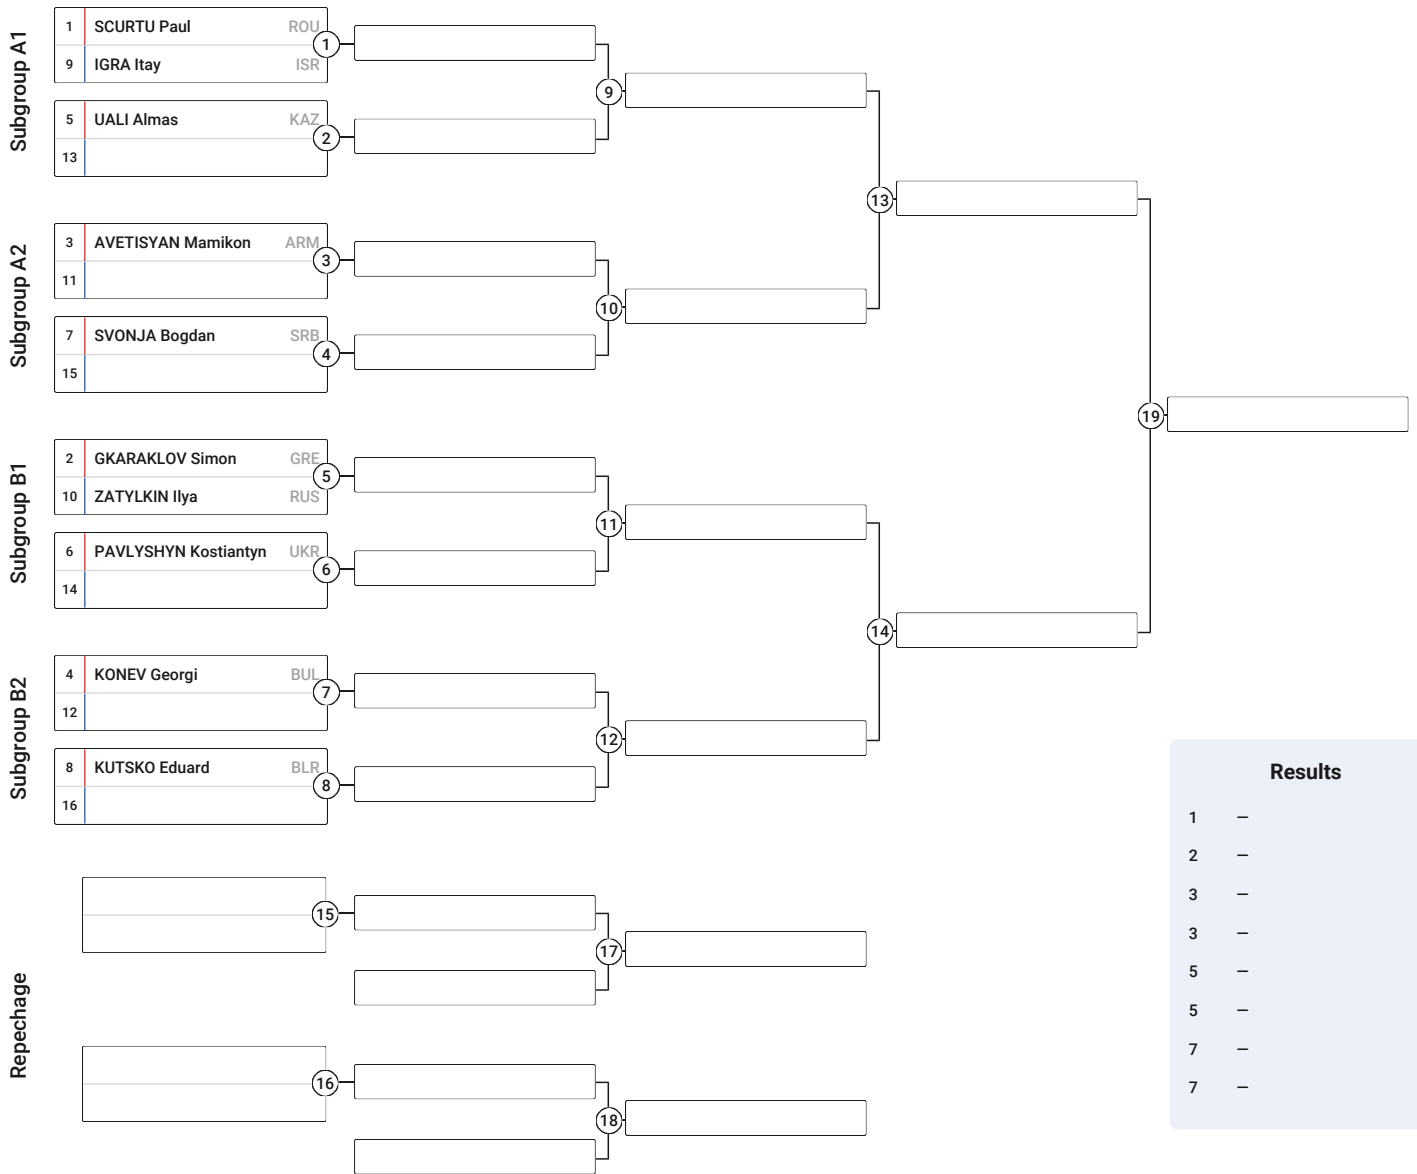 Subgroup A1
1 SCURTU Paul ROU
9 IGRA Itay ISR
1
5 UALI Almas KAZ
13
2
9
Subgroup A2
3 AVETISYAN Mamikon ARM
11
3
7 SVONJA Bogdan SRB
15
4
10
13
Subgroup B1
2 GKARAKLOV Simon GRE
10 ZATYLKIN Ilya RUS
5
6 PAVLYSHYN Kostiantyn UKR
14
6
11
Subgroup B2
4 KONEV Georgi BUL
12
7
8 KUTSKO Eduard BLR
16
8
12
14
19
Repechage
15
17
16
18
Results
1 –
2 –
3 –
3 –
5 –
5 –
7 –
7 –